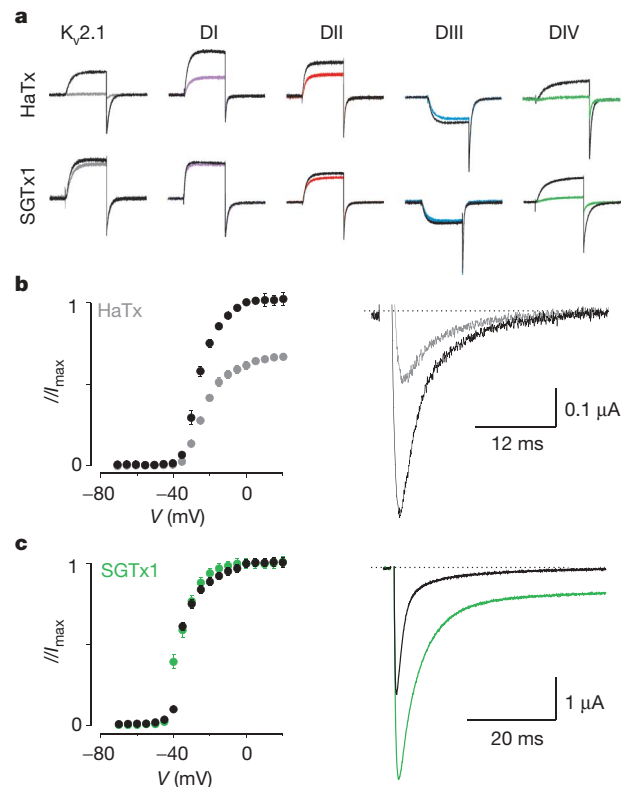 a
Kv2.1 DI DII DIII DIV
HaTx
SGTx1
b
HaTx
1
I/Imax
0
−80 −40 0
V (mV)
0.1 μA
12 ms
c
SGTx1
1
I/Imax
0
−80 −40 0
V (mV)
1 μA
20 ms